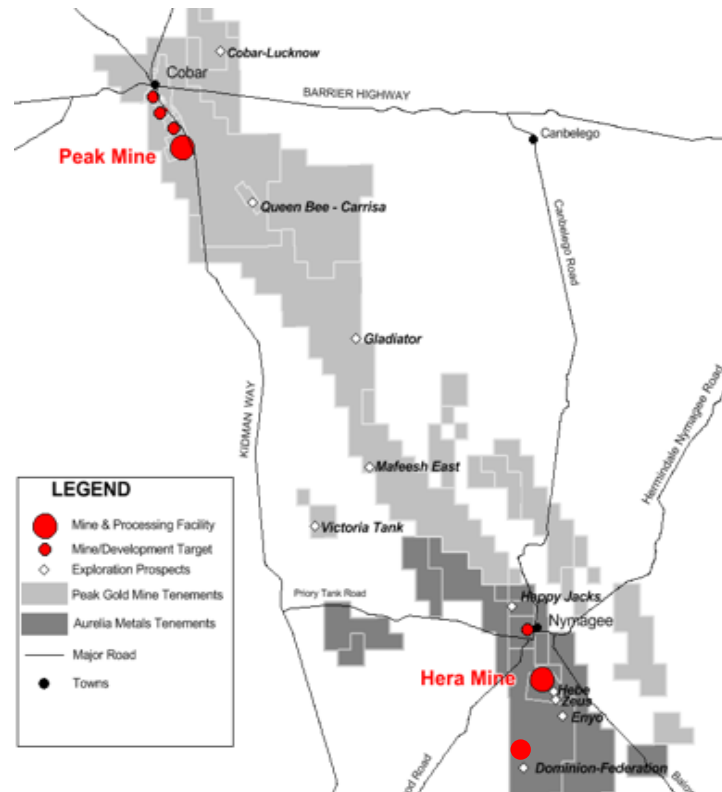 Cobar-Lucknow
Cobar
BARRIER HIGHWAY
Canbelego
Peak Mine
Queen Bee - Carrisa
Canbelego Road
Gladiator
KIDMAN WAY
Hermindale Nymagee Road
Mafeesh East
Victoria Tank
LEGEND
Mine & Processing Facility
Mine/Development Target
Exploration Prospects
Peak Gold Mine Tenements
Aurelia Metals Tenements
Major Road
Towns
Priory Tank Road
Happy Jacks
Nymagee
Hera Mine
Hebe
Zeus
Enyo
Dominion-Federation
od Road